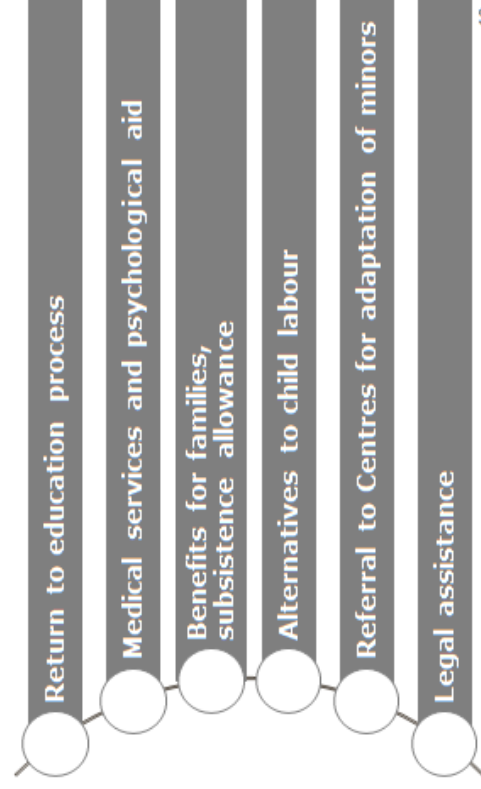 Return to education process
Medical services and psychological aid
Benefits for families,
subsistence allowance
Alternatives to child labour
Referral to Centres for adaptation of minors
Legal assistance